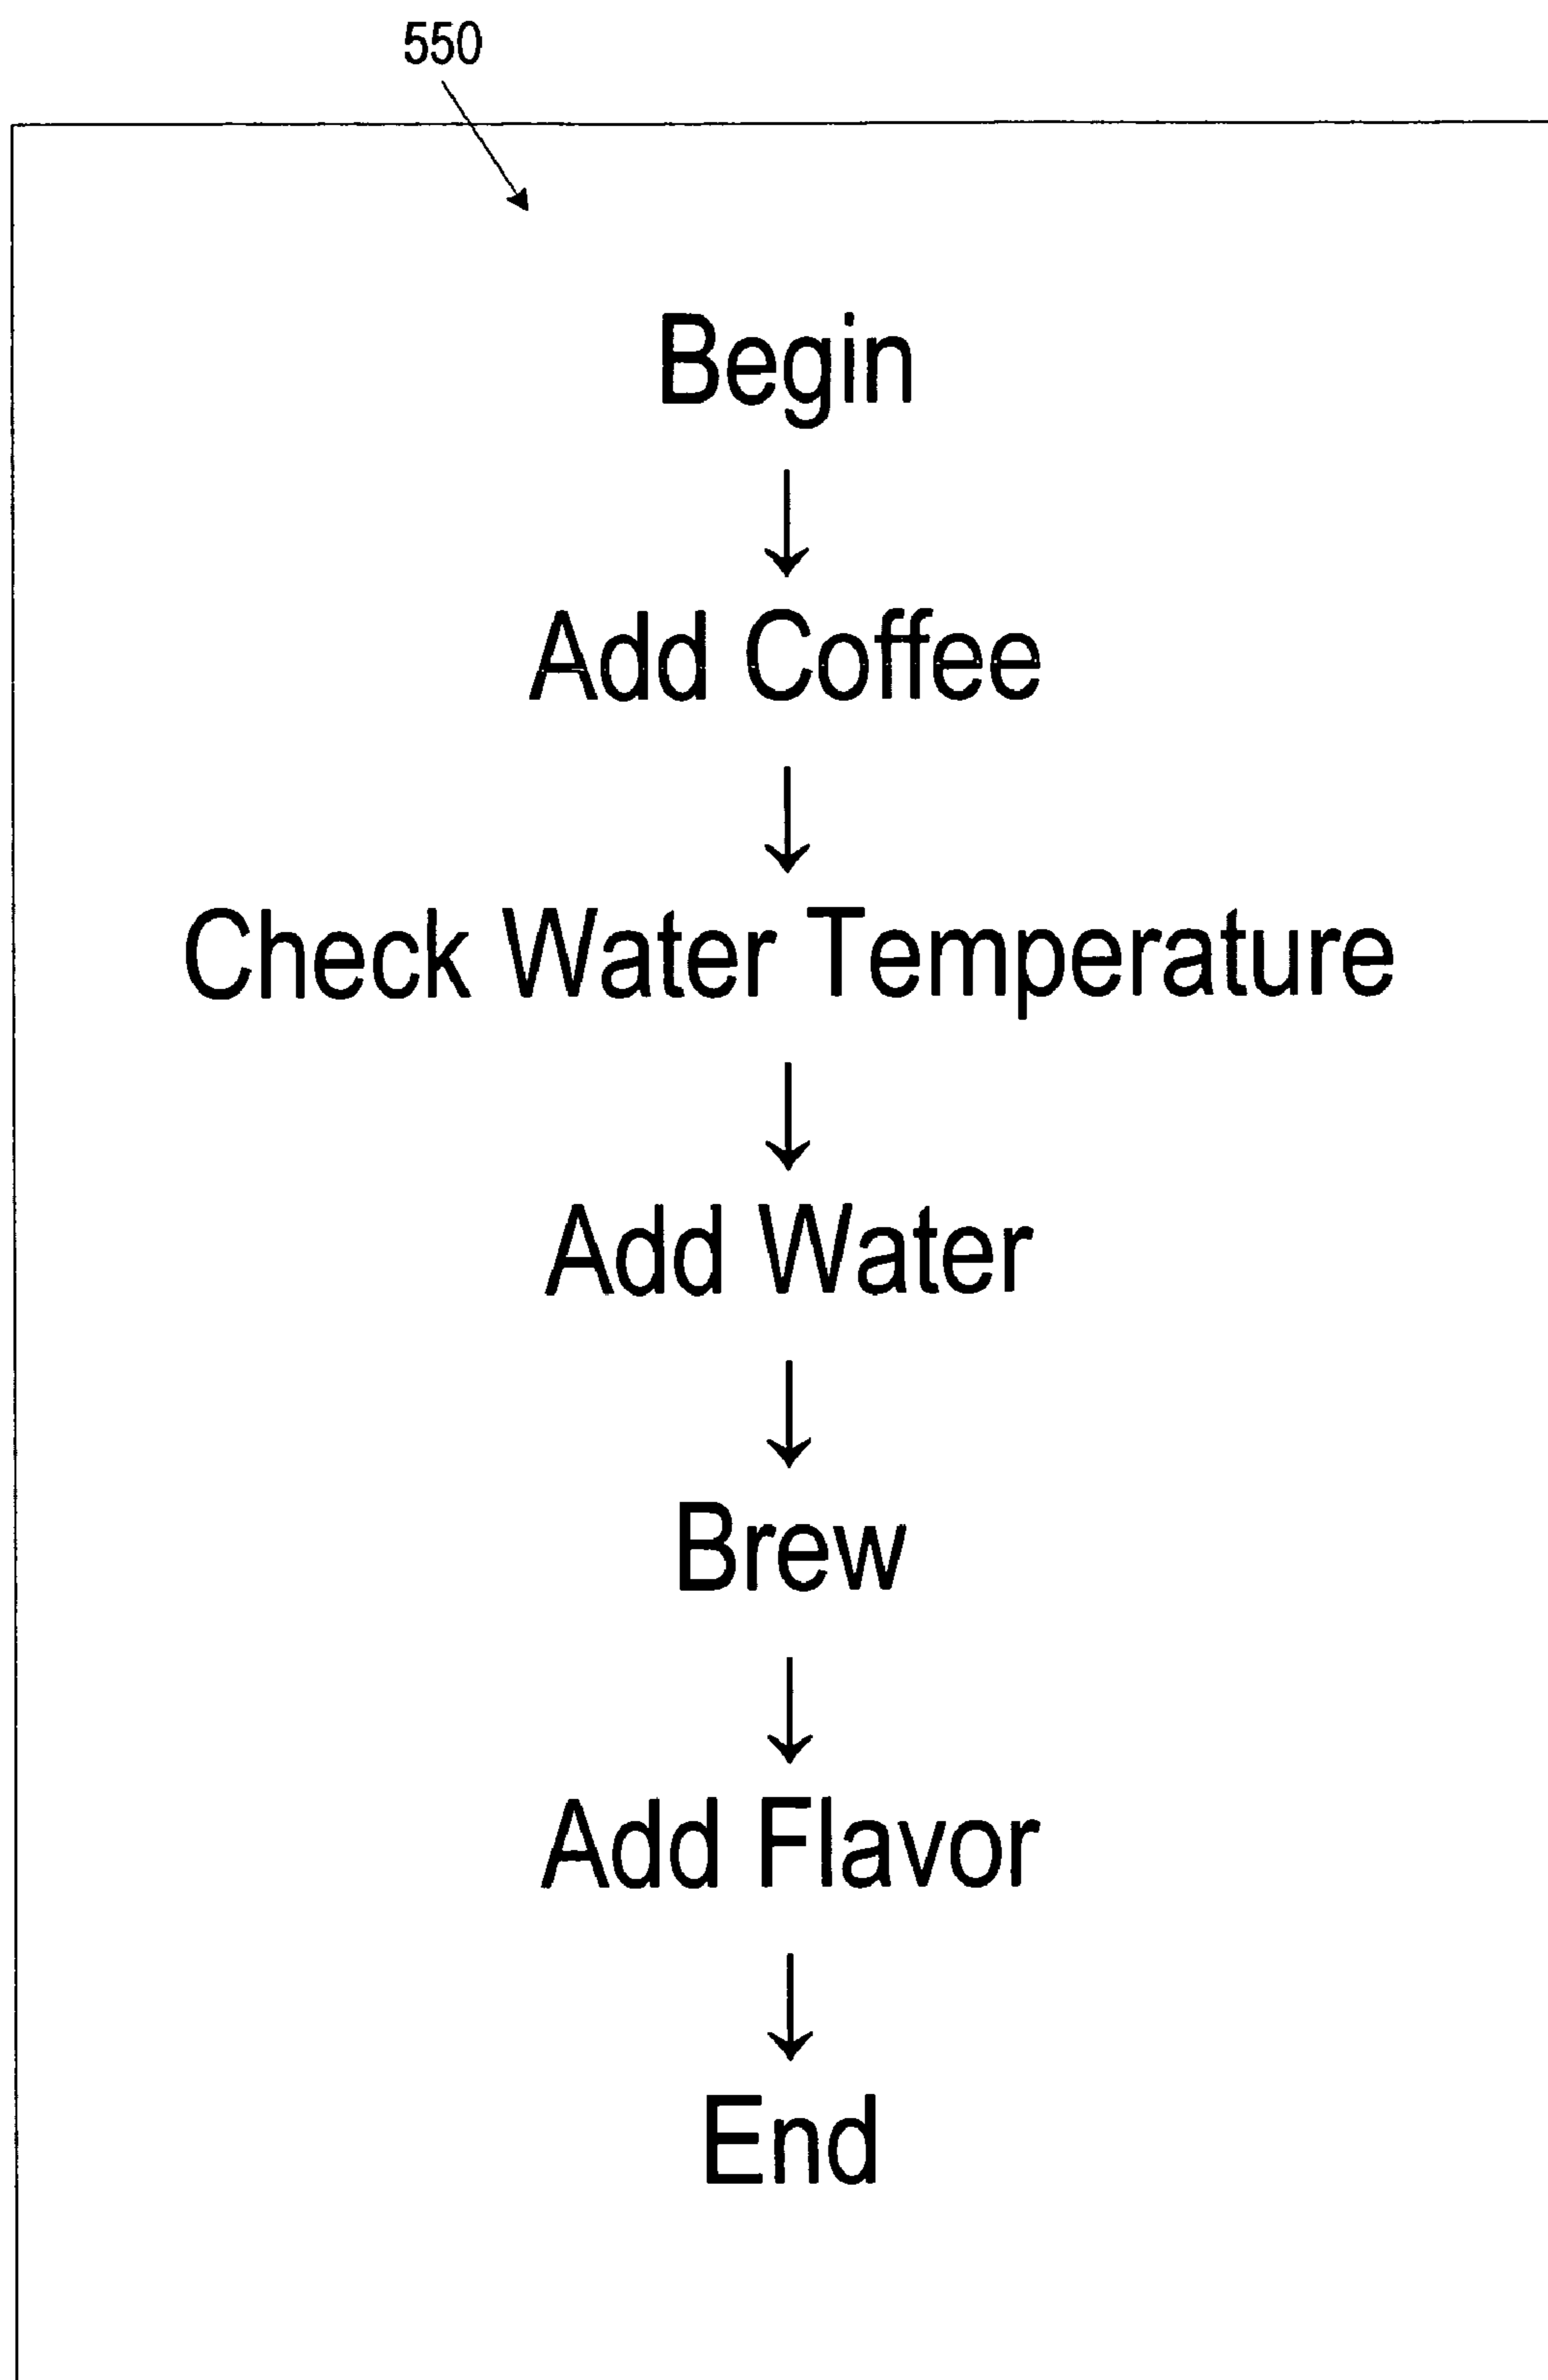 550
Begin
Add Coffee
Check Water Temperature
Add Water
Brew
Add Flavor
End